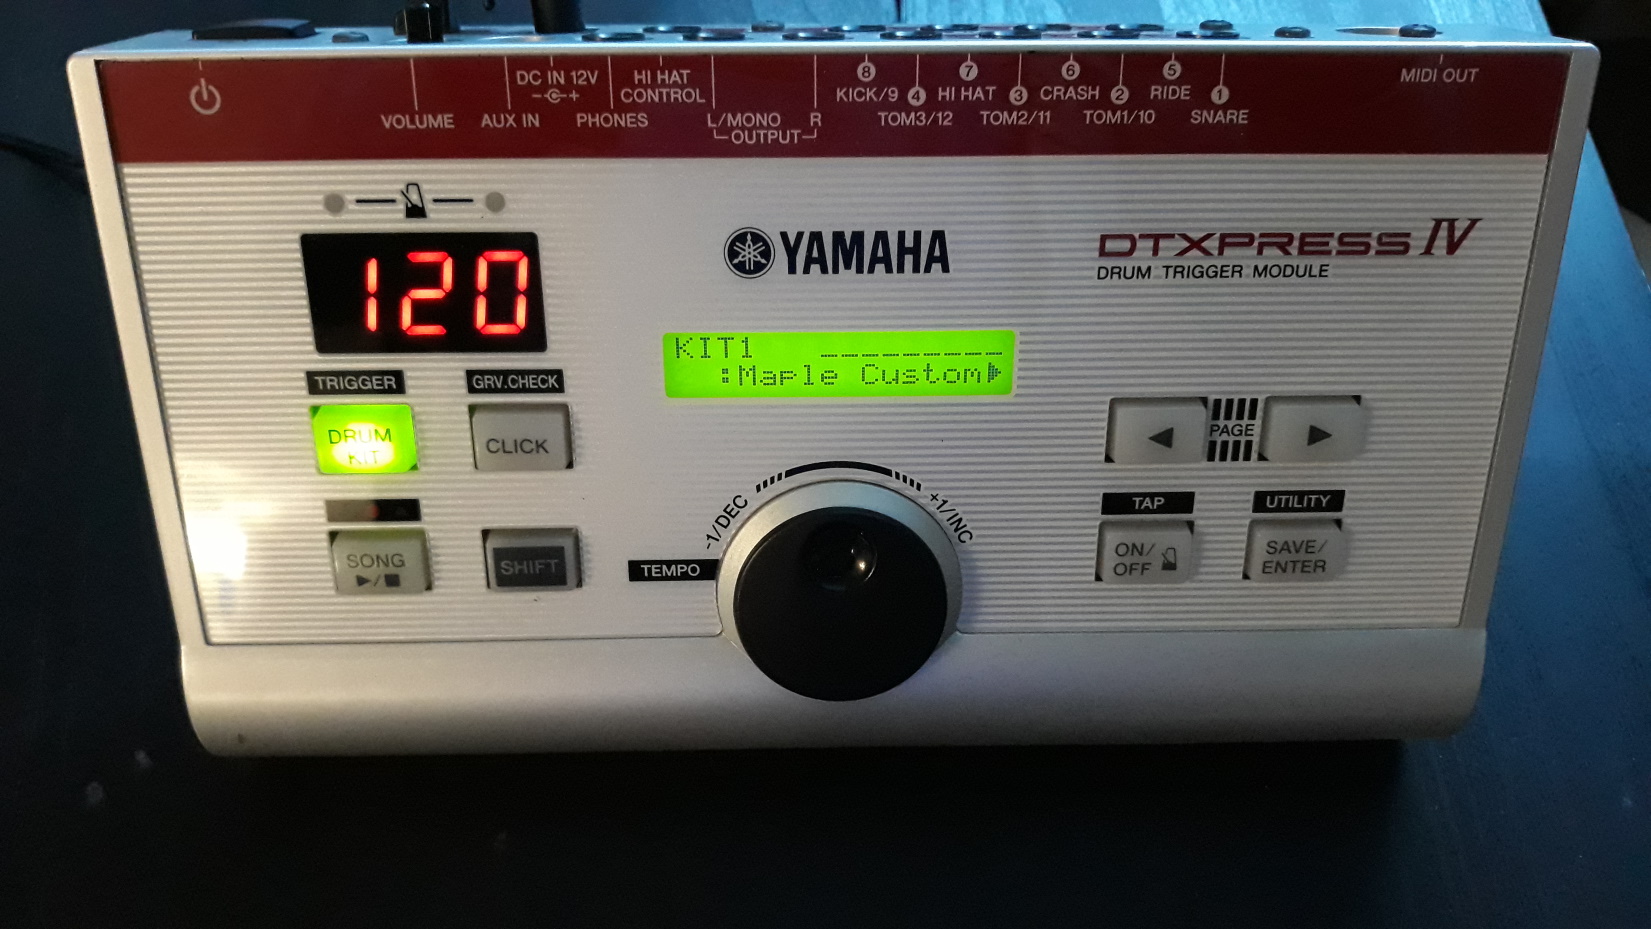 DC IN 12V
HI HAT
CONTROL
8
KICK/9
7
HI HAT
6
CRASH
5
RIDE
MIDI OUT
VOLUME
AUX IN
PHONES
L/MONO
R
OUTPUT
4
TOM3/12
3
TOM2/11
2
TOM1/10
1
SNARE
120
YAMAHA
DTXPRESS IV
DRUM TRIGGER MODULE
KIT1
:Maple Custom
TRIGGER
GRV.CHECK
DRUM
KIT
CLICK
PAGE
-1/DEC
+1/INC
TEMPO
SONG
SHIFT
TAP
UTILITY
ON/
OFF
SAVE/
ENTER